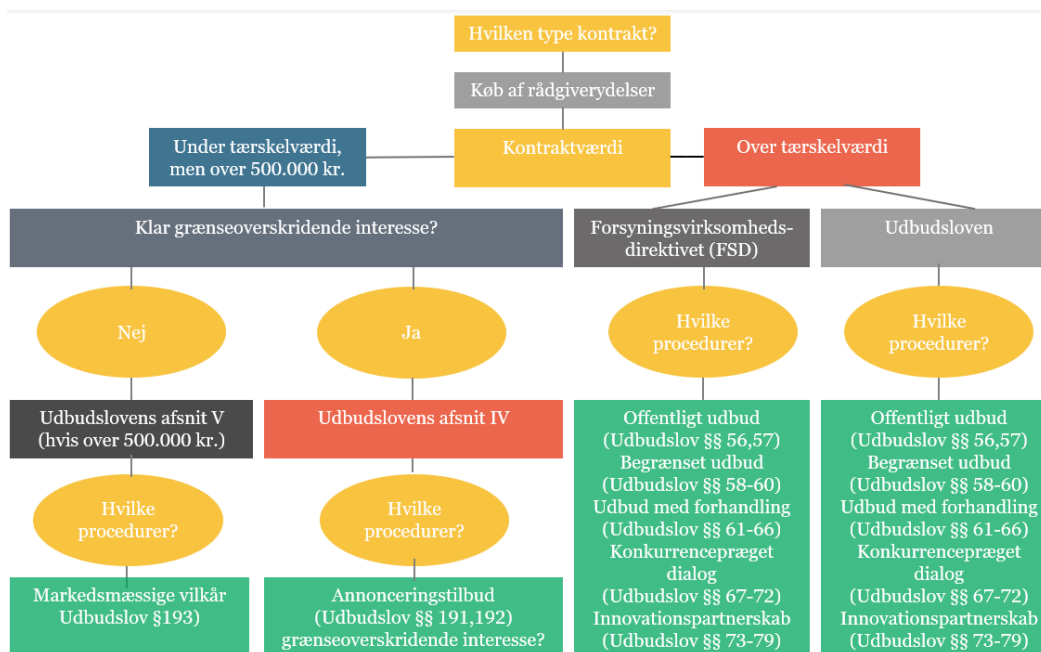 Hvilken type kontrakt?
Køb af rådgiverydelser
Under tærskelværdi,
men over 500.000 kr.
Kontraktværdi
Over tærskelværdi
Klar grænseoverskridende interesse?
Forsyningsvirksomheds-
direktivet (FSD)
Udbudsloven
Nej
Ja
Hvilke
procedurer?
Hvilke
procedurer?
Udbudslovens afsnit V
(hvis over 500.000 kr.)
Udbudslovens afsnit IV
Hvilke
procedurer?
Hvilke
procedurer?
Markedsmæssige vilkår
Udbudslov §193)
Annonceringstilbud
(Udbudslov §§ 191,192)
grænseoverskridende interesse?
Offentligt udbud
(Udbudslov §§ 56,57)
Begrænset udbud
(Udbudslov §§ 58-60)
Udbud med forhandling
(Udbudslov §§ 61-66)
Konkurrencepræget
dialog
(Udbudslov §§ 67-72)
Innovationspartnerskab
(Udbudslov §§ 73-79)
Offentligt udbud
(Udbudslov §§ 56,57)
Begrænset udbud
(Udbudslov §§ 58-60)
Udbud med forhandling
(Udbudslov §§ 61-66)
Konkurrencepræget
dialog
(Udbudslov §§ 67-72)
Innovationspartnerskab
(Udbudslov §§ 73-79)